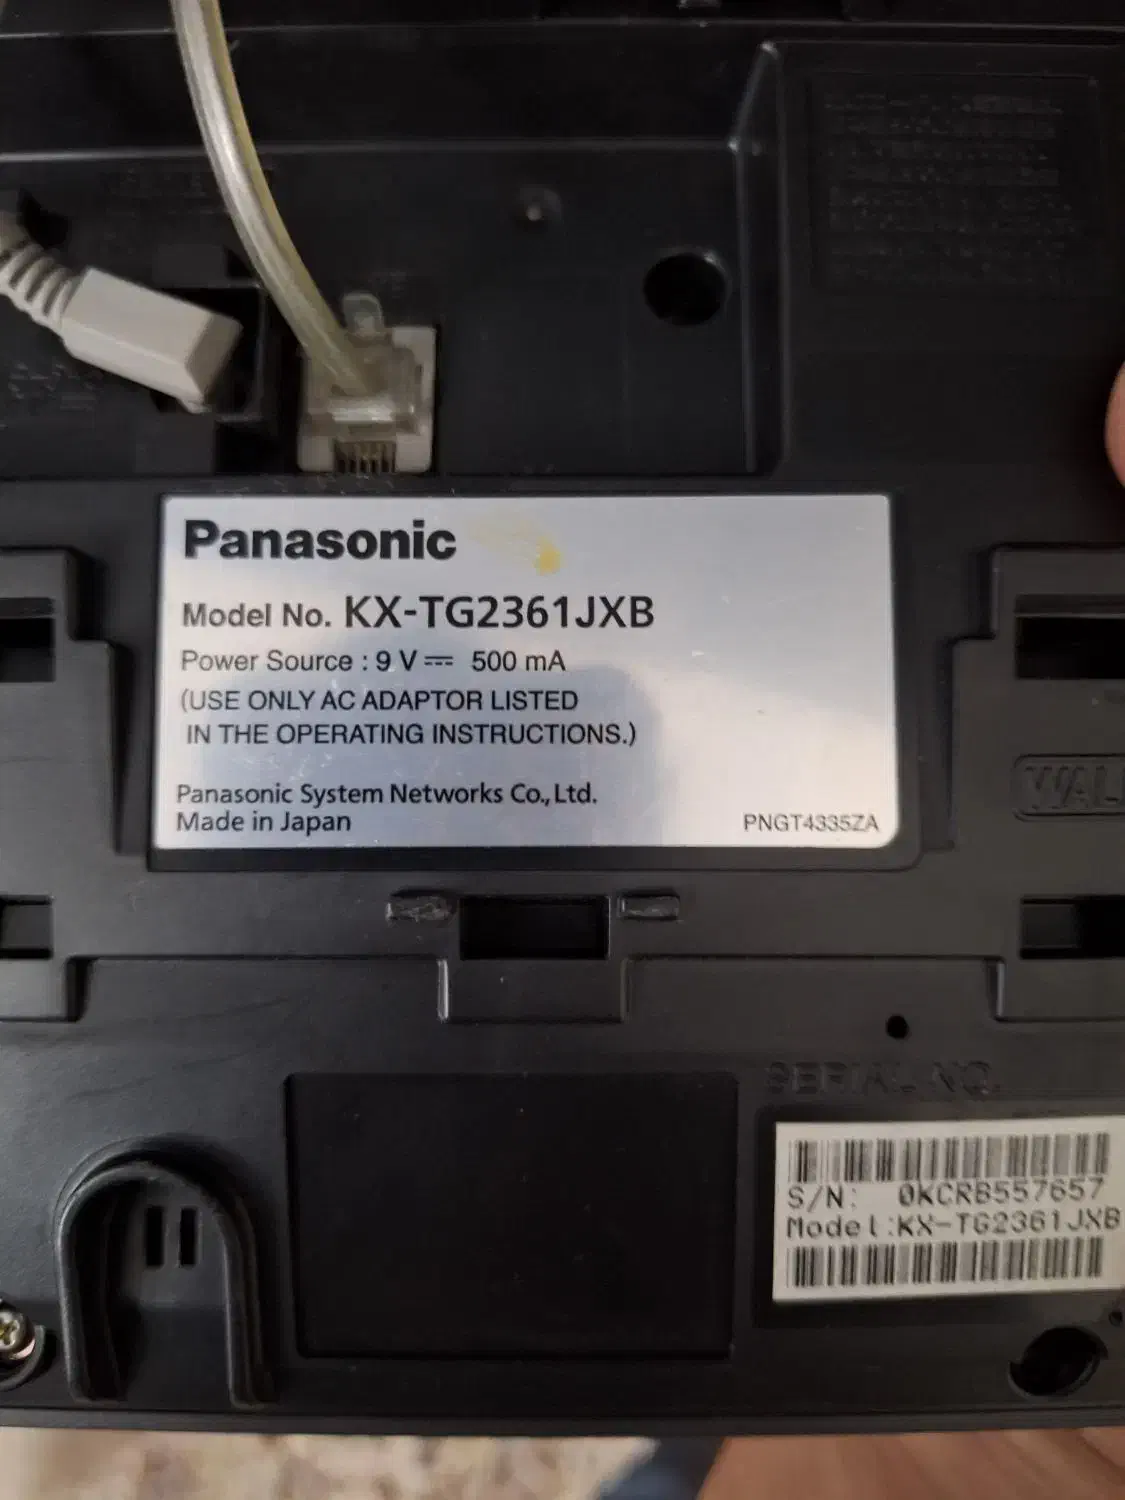 Panasonic
Model No. KX-TG2361JXB
Power Source : 9 V ⎓ 500 mA
(USE ONLY AC ADAPTOR LISTED
IN THE OPERATING INSTRUCTIONS.)
Panasonic System Networks Co., Ltd.
Made in Japan
PNGT4335ZA
SERIAL NO.
S/N: 0KCRB557657
Model:KX-TG2361JXB